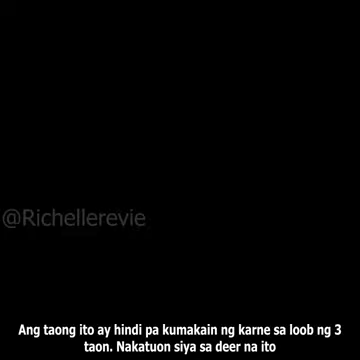 @Richellerevie
Ang taong ito ay hindi pa kumakain ng karne sa loob ng 3
taon. Nakatuon siya sa deer na ito